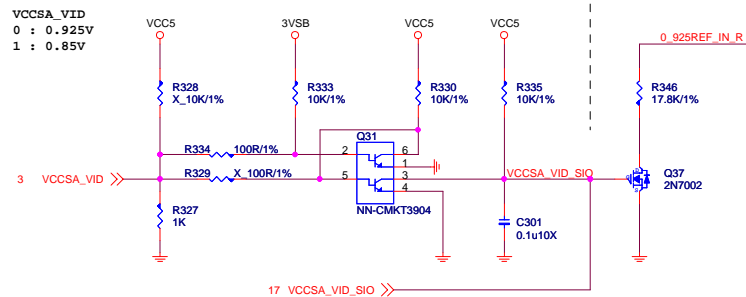 VCCSA_VID
0 : 0.925V
1 : 0.85V
VCC5
3VSB
VCC5
VCC5
0_925REF_IN_R
R328
X_10K/1%
R333
10K/1%
R330
10K/1%
R335
10K/1%
R346
17.8K/1%
Q31
R334
100R/1%
2
6
1
R329
X_100R/1%
5
3
4
3
VCCSA_VID
VCCSA_VID_SIO
NN-CMKT3904
R327
1K
C301
0.1u10X
G
D
S
Q37
2N7002
17
VCCSA_VID_SIO